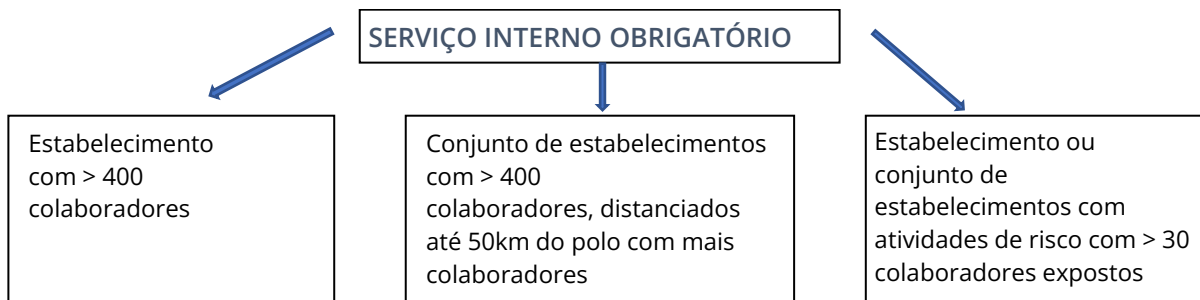 SERVIÇO INTERNO OBRIGATÓRIO
Estabelecimento
com > 400
colaboradores
Conjunto de estabelecimentos
com > 400
colaboradores, distanciados
até 50km do polo com mais
colaboradores
Estabelecimento ou
conjunto de
estabelecimentos com
atividades de risco com > 30
colaboradores expostos